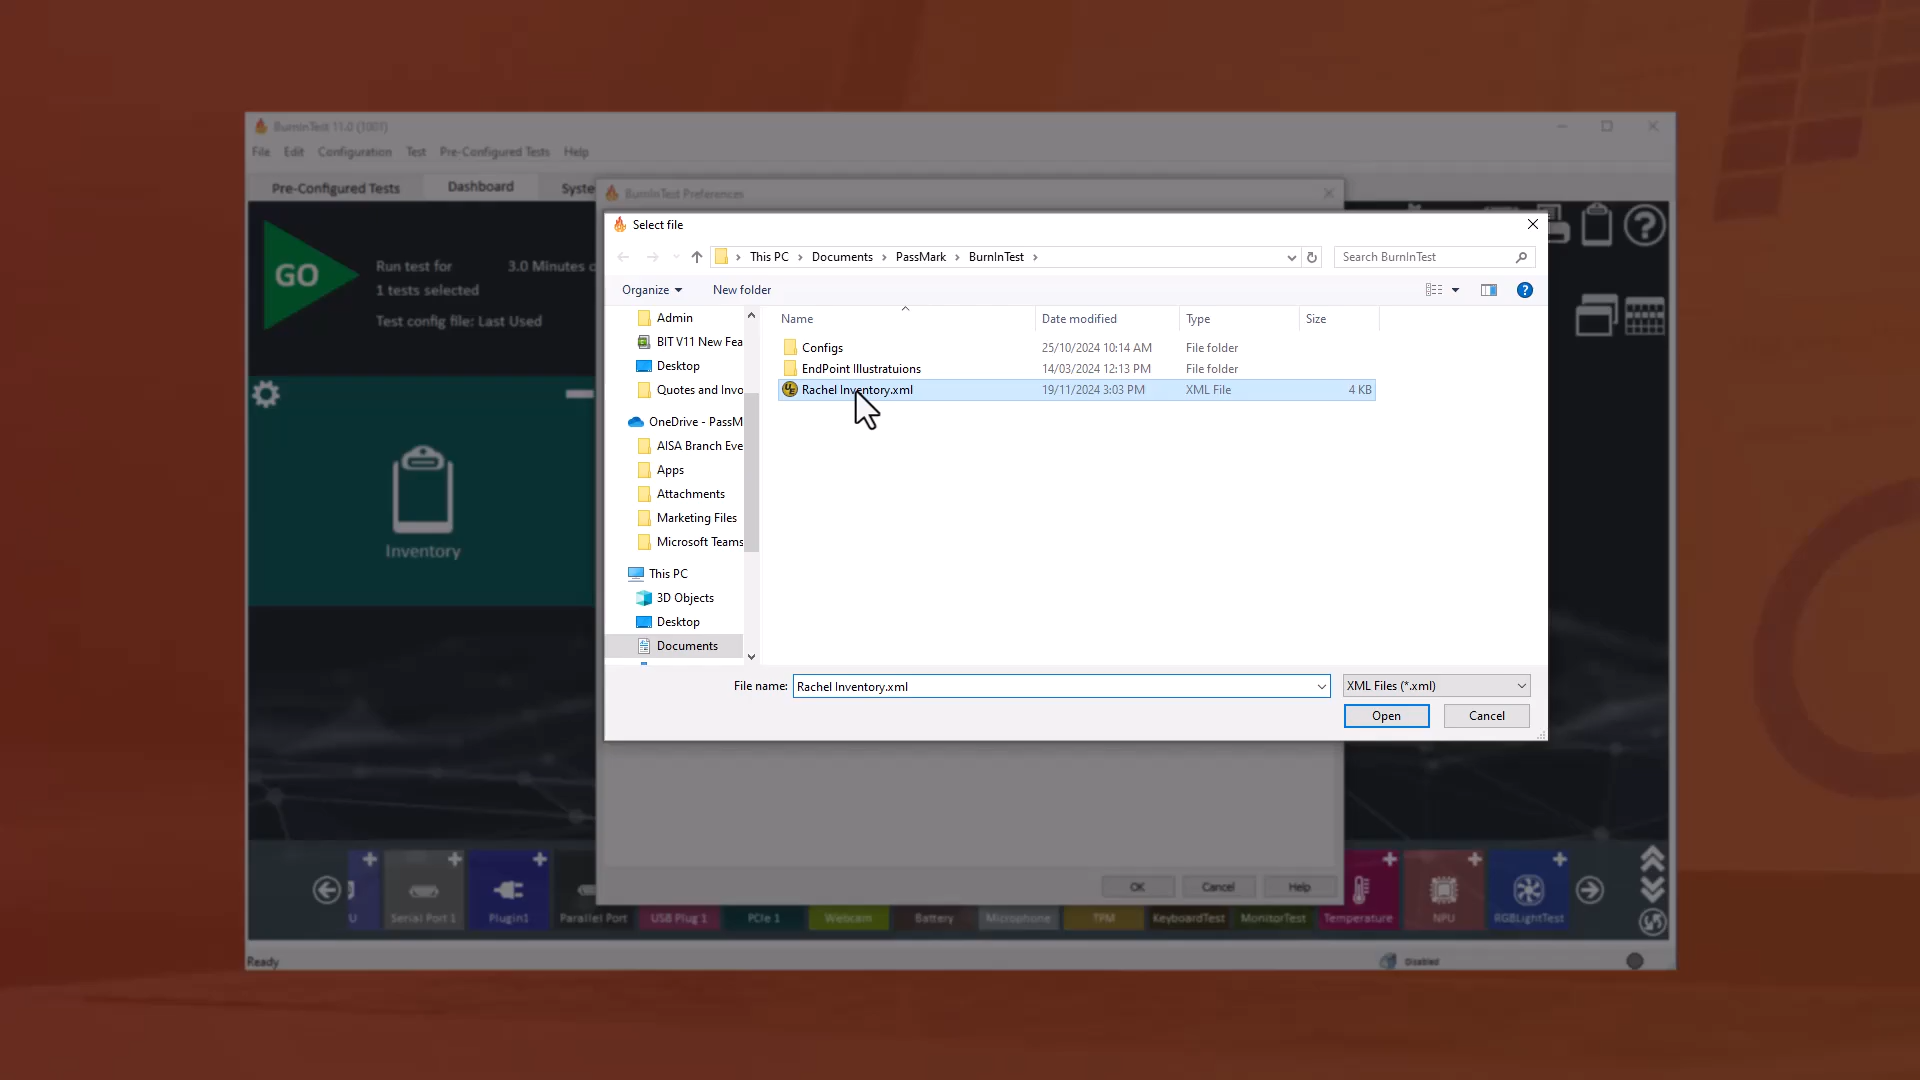 BurnInTest 11.0 (1001)
File Edit Configuration Test Pre-Configured Tests Help
Pre-Configured Tests Dashboard Syste
BurnInTest Preferences
GO
Run test for 3.0 Minutes o
1 tests selected
Test config file: Last Used
Inventory
Select file
This PC > Documents > PassMark > BurnInTest >
Search BurnInTest
Organize New folder
Admin
BIT V11 New Fea
Desktop
Quotes and Invo
OneDrive - PassM
AISA Branch Eve
Apps
Attachments
Marketing Files
Microsoft Teams
This PC
3D Objects
Desktop
Documents
Name Date modified Type Size
Configs 25/10/2024 10:14 AM File folder
EndPoint Illustratuions 14/03/2024 12:13 PM File folder
Rachel Inventory.xml 19/11/2024 3:03 PM XML File 4 KB
File name: Rachel Inventory.xml XML Files (*.xml)
Open Cancel
OK Cancel Help
U Serial Port 1 Plugin1 Parallel Port USB Plug 1 PCIe 1 Webcam Battery Microphone TPM KeyboardTest MonitorTest Temperature NPU RGBLightTest
Ready Disabled